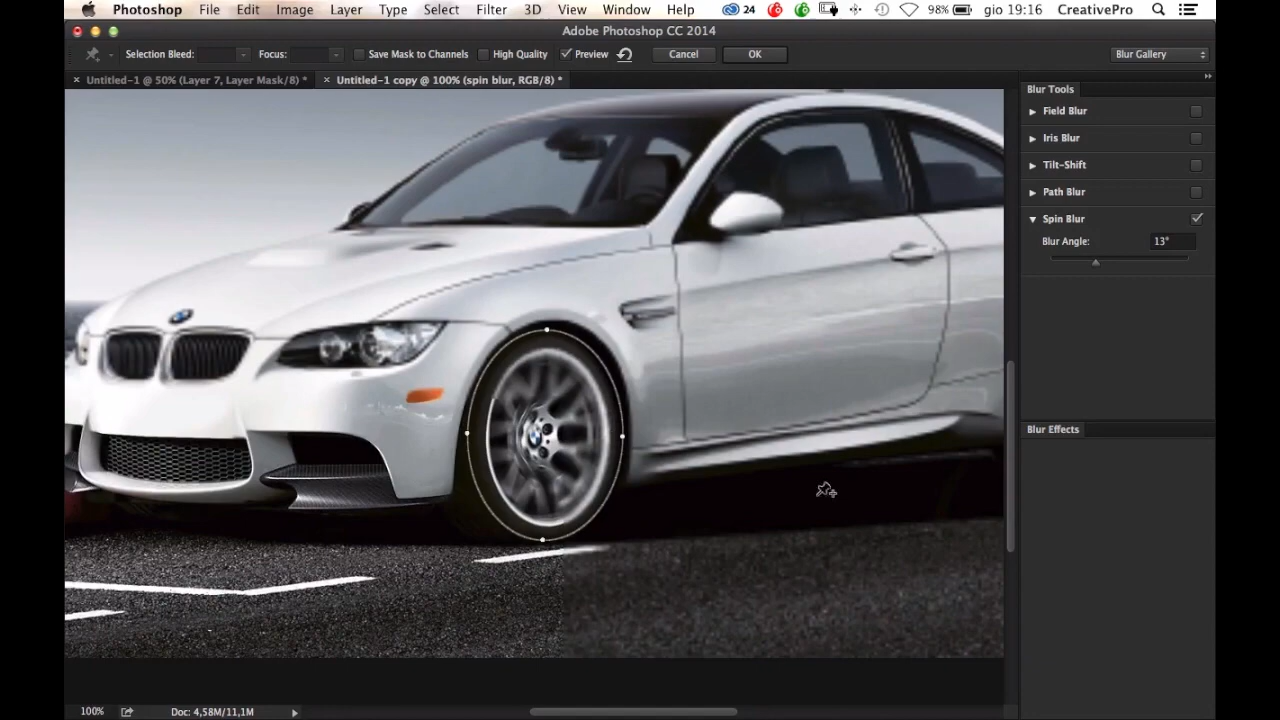 Photoshop File Edit Image Layer Type Select Filter 3D View Window Help 24 98% gio 19:16 CreativePro
Adobe Photoshop CC 2014
Selection Bleed: Focus: Save Mask to Channels High Quality Preview Cancel OK Blur Gallery
× Untitled-1 @ 50% (Layer 7, Layer Mask/8) * × Untitled-1 copy @ 100% (spin blur, RGB/8) *
Blur Tools
Field Blur
Iris Blur
Tilt-Shift
Path Blur
Spin Blur
Blur Angle: 13°
Blur Effects
100% Doc: 4,58M/11,1M